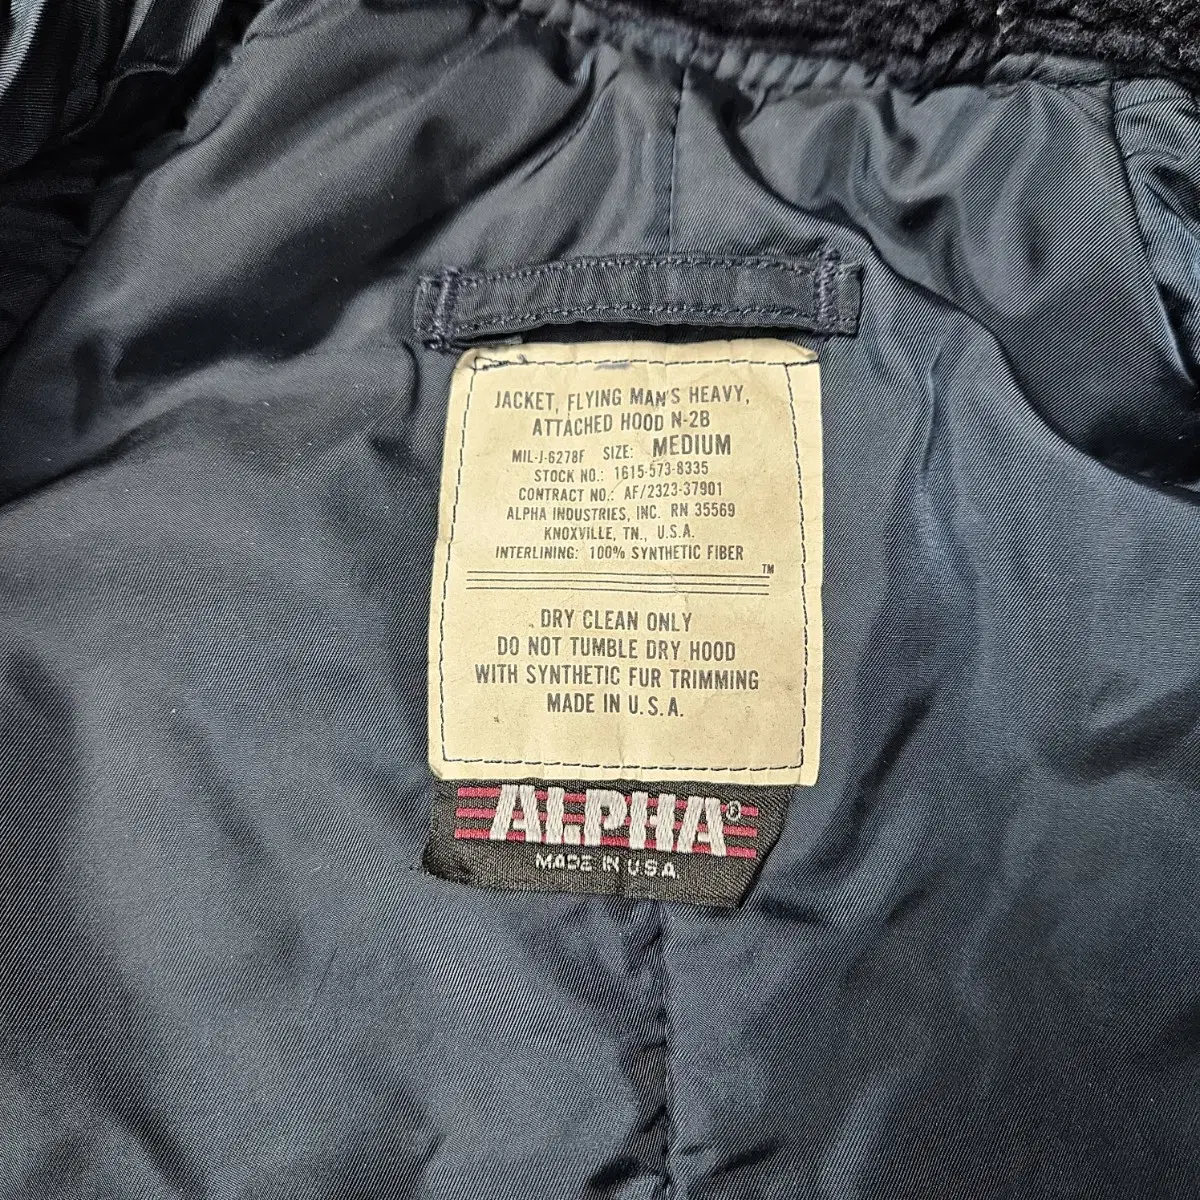 JACKET, FLYING MAN'S HEAVY,
ATTACHED HOOD N-2B
MIL-J-6278F SIZE: MEDIUM
STOCK NO.: 1615-573-8335
CONTRACT NO.: AF/2323-37901
ALPHA INDUSTRIES, INC. RN 35569
KNOXVILLE, TN., U.S.A.
INTERLINING: 100% SYNTHETIC FIBER
TM
DRY CLEAN ONLY
DO NOT TUMBLE DRY HOOD
WITH SYNTHETIC FUR TRIMMING
MADE IN U.S.A.
ALPHA®
MADE IN U.S.A.